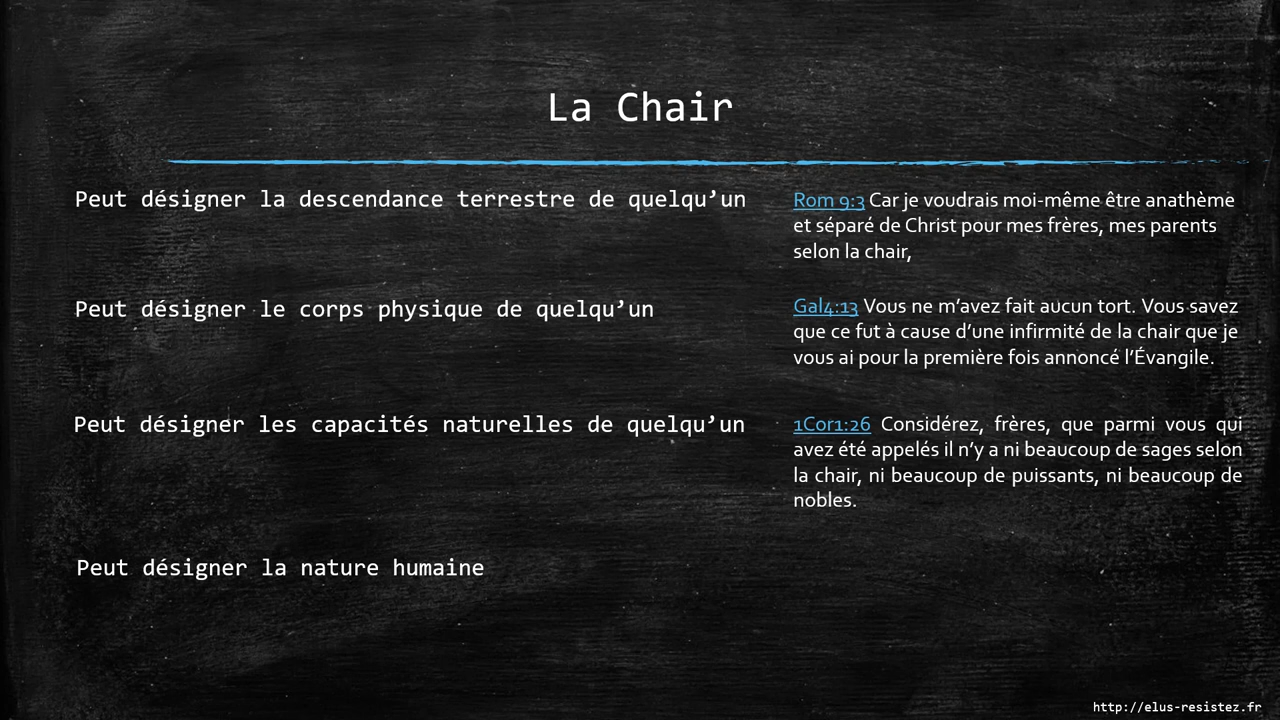 La Chair
Peut désigner la descendance terrestre de quelqu’un
Rom 9:3 Car je voudrais moi-même être anathème
et séparé de Christ pour mes frères, mes parents
selon la chair,
Peut désigner le corps physique de quelqu’un
Gal4:13 Vous ne m’avez fait aucun tort. Vous savez
que ce fut à cause d’une infirmité de la chair que je
vous ai pour la première fois annoncé l’Évangile.
Peut désigner les capacités naturelles de quelqu’un
1Cor1:26 Considérez, frères, que parmi vous qui
avez été appelés il n’y a ni beaucoup de sages selon
la chair, ni beaucoup de puissants, ni beaucoup de
nobles.
Peut désigner la nature humaine
http://elus-resistez.fr